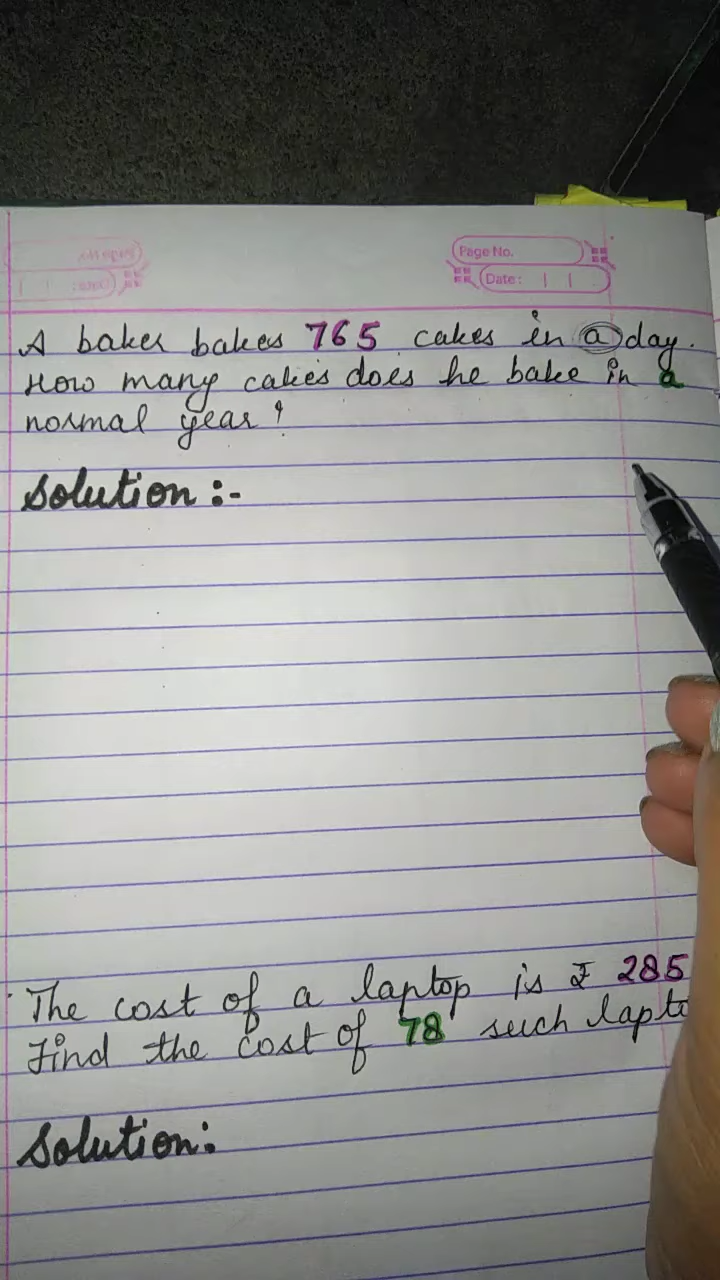 Page No.
Date:
A baker bakes 765 cakes in a day.
How many cakes does he bake in a
normal year?
Solution :-
The cost of a laptop is ₹ 285
Find the cost of 78 such lapto
Solution: